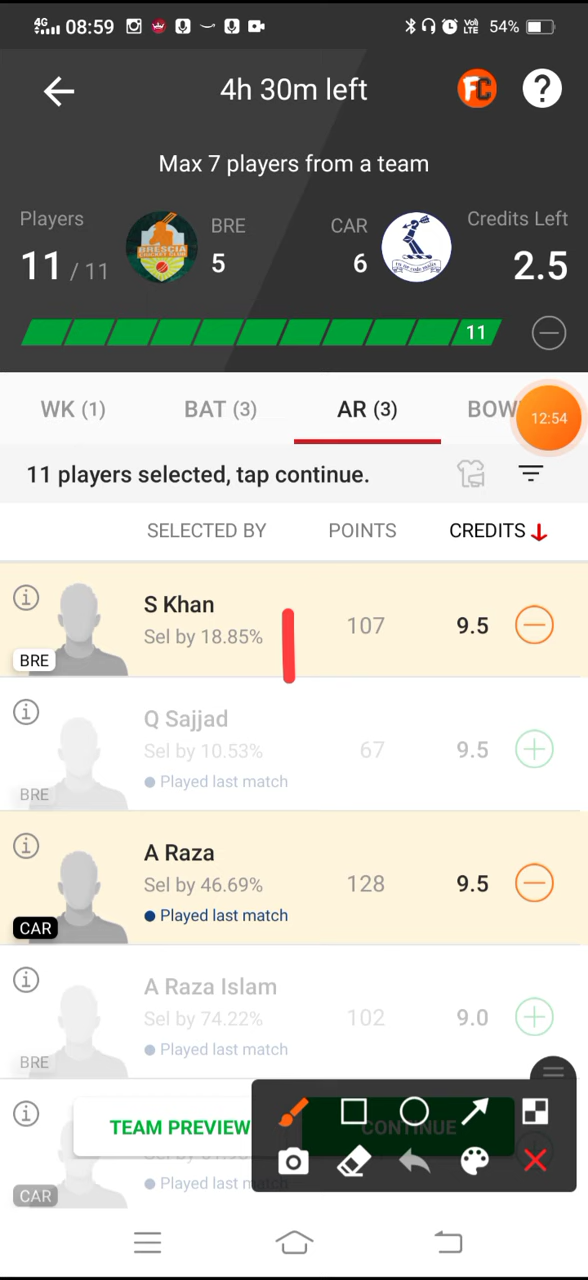 4G 08:59 Vo) LTE 54%
4h 30m left FC ?
Max 7 players from a team
Players BRE CAR Credits Left
11 / 11 BRESCIA 5 6 2.5
11
WK (1) BAT (3) AR (3) BOW 12:54
11 players selected, tap continue.
SELECTED BY POINTS CREDITS
S Khan
Sel by 18.85% 107 9.5
BRE
Q Sajjad
Sel by 10.53% 67 9.5
Played last match
BRE
A Raza
Sel by 46.69% 128 9.5
Played last match
CAR
A Raza Islam
Sel by 74.22% 102 9.0
Played last match
BRE
TEAM PREVIEW CONTINUE
Played last match
CAR